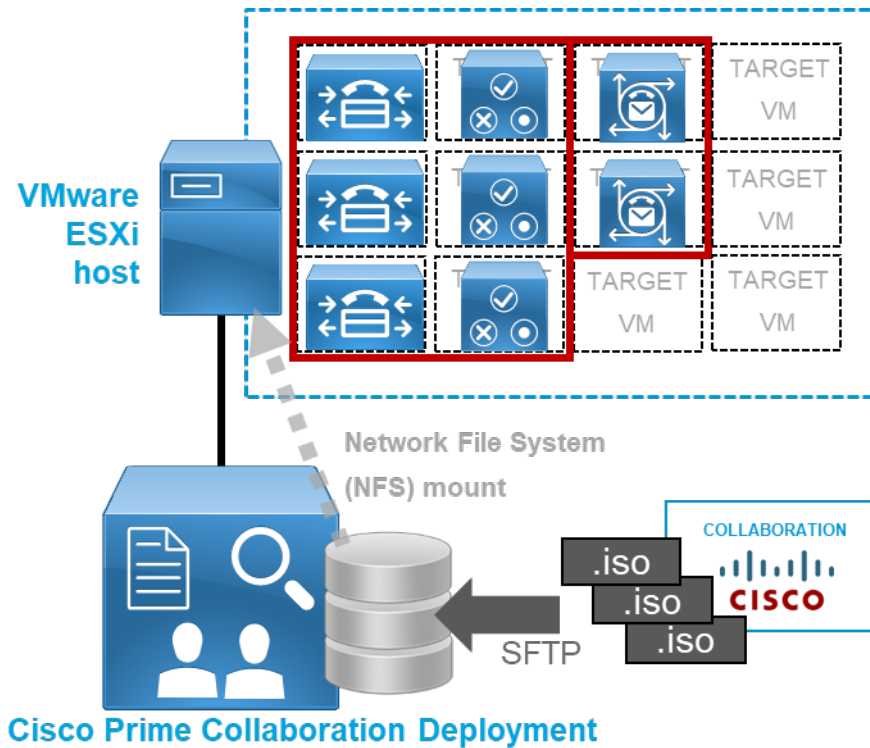 TARGET
VM
TARGET
VM
TARGET
VM
TARGET
VM
VMware
ESXi
host
Network File System
(NFS) mount
COLLABORATION
CISCO
.iso
.iso
.iso
SFTP
Cisco Prime Collaboration Deployment